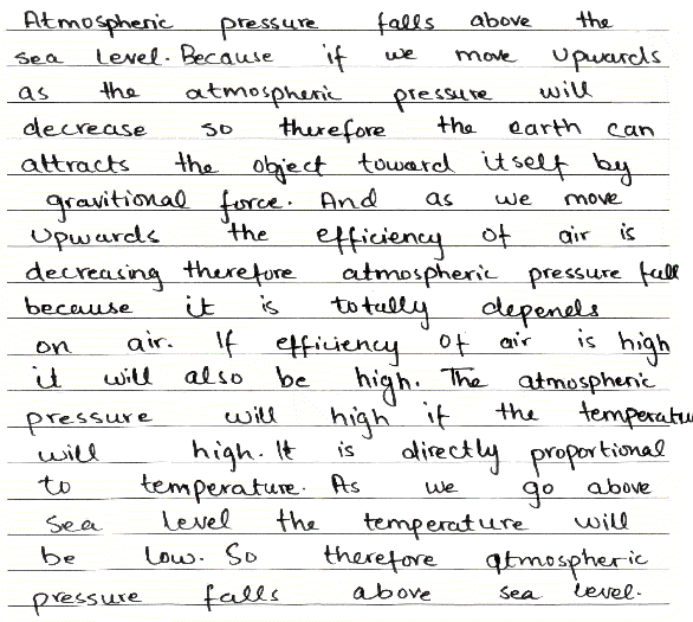 Atmospheric pressure falls above the
sea level. Because if we move upwards
as the atmospheric pressure will
decrease so therefore the earth can
attracts the object toward itself by
gravitional force. And as we move
upwards the efficiency of air is
decreasing therefore atmospheric pressure fall
because it is totally depends
on air. If efficiency of air is high
it will also be high. The atmospheric
pressure will high if the temperatu
will high. It is directly proportional
to temperature. As we go above
sea level the temperature will
be low. So therefore atmospheric
pressure falls above sea level.